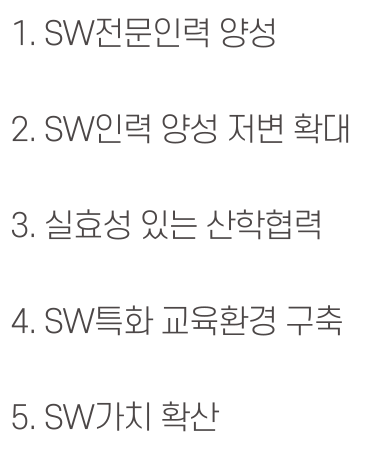 1. SW전문인력 양성
2. SW인력 양성 저변 확대
3. 실효성 있는 산학협력
4. SW특화 교육환경 구축
5. SW가치 확산